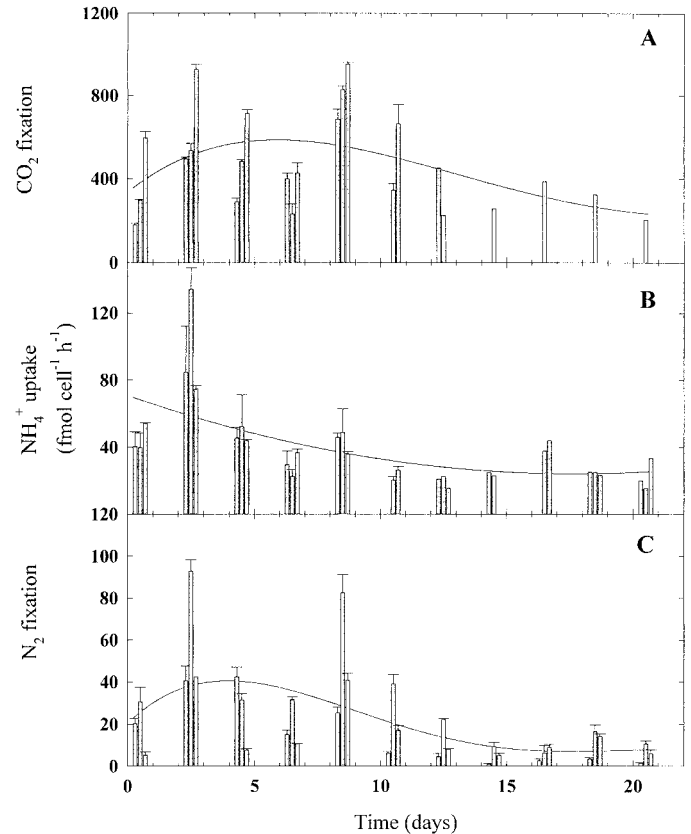 1200
A
800
CO2 fixation
400
0
B
120
80
NH4+ uptake
(fmol cell-1 h-1)
40
120
C
100
80
N2 fixation
60
40
20
0
0 5 10 15 20
Time (days)